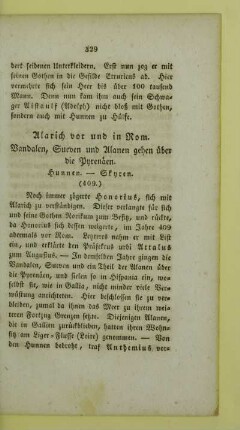 329
dert seidenen Unterkleidern. Erst nun zog er mit
seinen Gothen in die Gefilde Etruriens ab. Hier
vermehrte sich sein Heer bis über 100 tausend
Mann. Denn nun kam ihm auch sein Schwa-
ger Aistaulf (Adolph) nicht bloß mit Gothen,
sondern auch mit Hunnen zu Hülfe.
Alarich vor und in Rom.
Vandalen, Sueven und Alanen gehen über
die Pyrenäen.
Hunnen. — Skyren.
(409.)
Noch immer zögerte Honorius, sich mit
Alarich zu verständigen. Dieser verlangte für sich
und seine Gothen Norikum zum Besitz, und rückte,
da Honorius sich dessen weigerte, im Jahre 409
abermals vor Rom. Letzteres nahm er mit List
ein, und erklärte den Präfektus urbi Attalus
zum Augustus. — In demselben Jahre gingen die
Vandalen, Sueven und ein Theil der Alanen über
die Pyrenäen, und fielen so in Hispania ein, wo-
selbst sie, wie in Gallia, nicht minder viele Ver-
wüstung anrichteten. Hier beschlossen sie zu ver-
bleiben, zumal da ihnen das Meer zu ihrem weite-
ren Fortzug Grenzen setzte. Diejenigen Alanen,
die in Gallien zurückblieben, hatten ihren Wohn-
sitz am Liger-Flusse (Loire) genommen. — Von
den Hunnen bedroht, traf Anthemius ver-